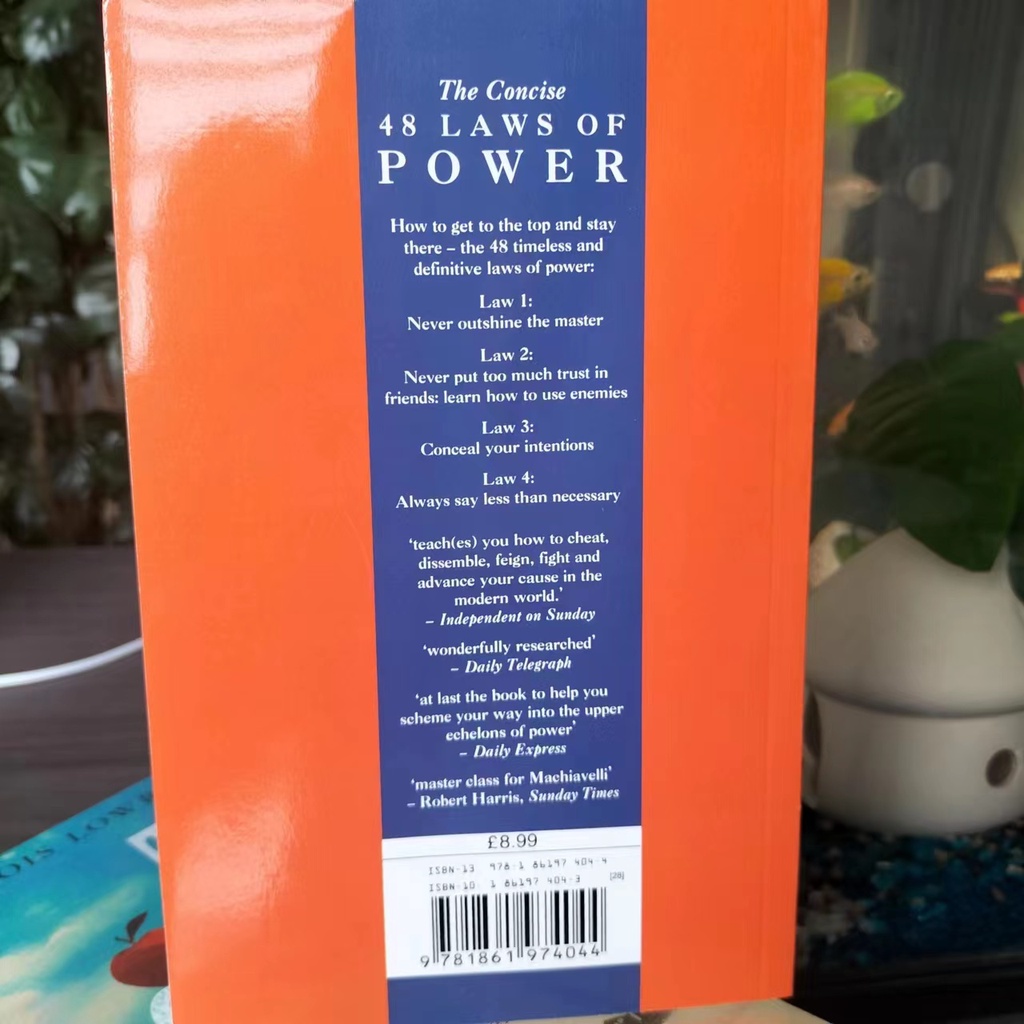 The Concise
48 LAWS OF
POWER
How to get to the top and stay
there – the 48 timeless and
definitive laws of power:
Law 1:
Never outshine the master
Law 2:
Never put too much trust in
friends: learn how to use enemies
Law 3:
Conceal your intentions
Law 4:
Always say less than necessary
‘teach(es) you how to cheat,
dissemble, feign, fight and
advance your cause in the
modern world.’
– Independent on Sunday
‘wonderfully researched’
– Daily Telegraph
‘at last the book to help you
scheme your way into the upper
echelons of power’
– Daily Express
‘master class for Machiavelli’
– Robert Harris, Sunday Times
£8.99
ISBN-13 978-1 86197 404-4
ISBN-10 1 86197 404-3 [28]
9 781861 974044